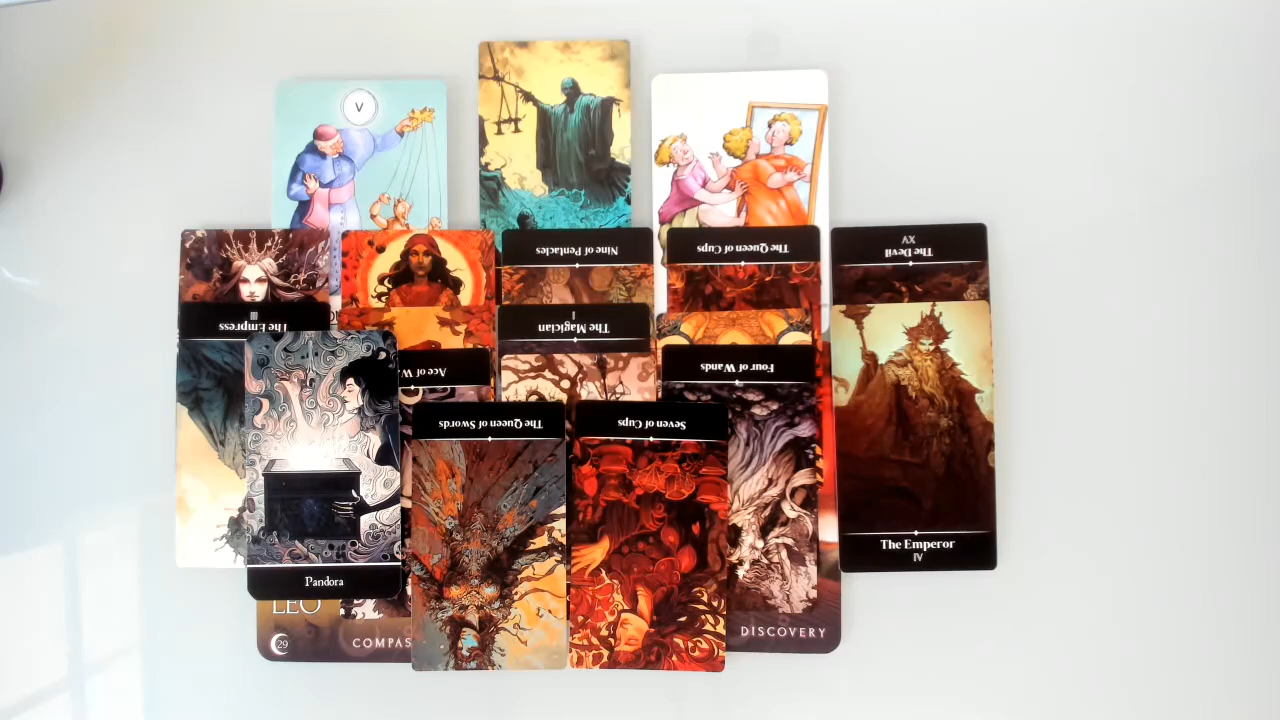 V
Nine of Pentacles
The Queen of Cups
XV
The Devil
III
The Empress
I
The Magician
Ace of W
Four of Wands
The Queen of Swords
Seven of Cups
The Emperor
IV
Pandora
LEO
29
COMPAS
DISCOVERY